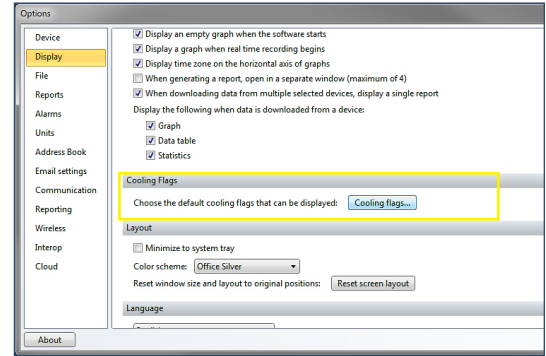 Options
Device
Display
File
Reports
Alarms
Units
Address Book
Email settings
Communication
Reporting
Wireless
Interop
Cloud
Display an empty graph when the software starts
Display a graph when real time recording begins
Display time zone on the horizontal axis of graphs
When generating a report, open in a separate window (maximum of 4)
When downloading data from multiple selected devices, display a single report
Display the following when data is downloaded from a device:
Graph
Data table
Statistics
Cooling Flags
Choose the default cooling flags that can be displayed: Cooling flags...
Layout
Minimize to system tray
Color scheme: Office Silver
Reset window size and layout to original positions: Reset screen layout
Language
About